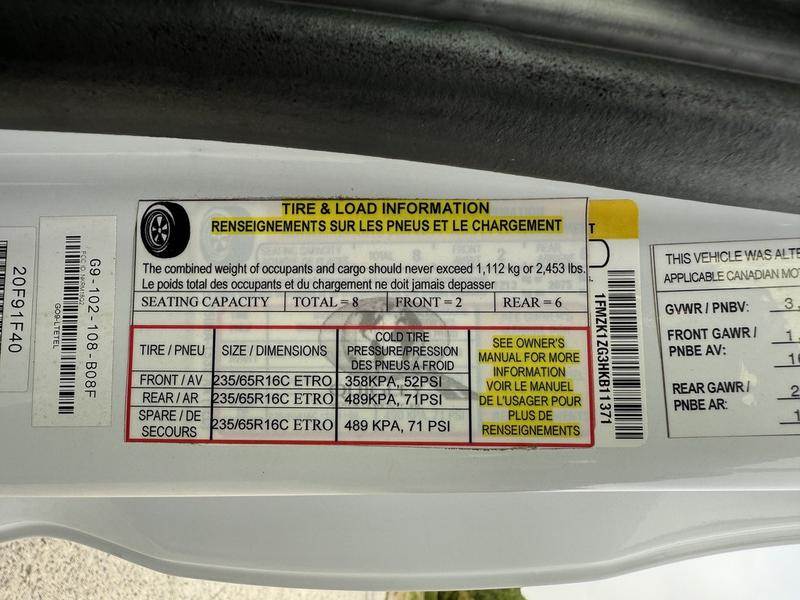 TIRE & LOAD INFORMATION
RENSEIGNEMENTS SUR LES PNEUS ET LE CHARGEMENT
The combined weight of occupants and cargo should never exceed 1,112 kg or 2,453 lbs.
Le poids total des occupants et du chargement ne doit jamais depasser
SEATING CAPACITY TOTAL = 8 FRONT = 2 REAR = 6
TIRE / PNEU SIZE / DIMENSIONS COLD TIRE PRESSURE/PRESSION DES PNEUS A FROID
FRONT / AV 235/65R16C ETRO 358KPA, 52PSI
REAR / AR 235/65R16C ETRO 489KPA, 71PSI
SPARE / DE SECOURS 235/65R16C ETRO 489 KPA, 71 PSI
SEE OWNER'S
MANUAL FOR MORE
INFORMATION
VOIR LE MANUEL
DE L'USAGER POUR
PLUS DE
RENSEIGNEMENTS
20F61F40
G9-102-108-B08F
1FMZK1ZG3HKB11371
THIS VEHICLE WAS ALTE
APPLICABLE CANADIAN MO
GVWR / PNBV: 3
FRONT GAWR /
PNBE AV:
REAR GAWR /
PNBE AR: